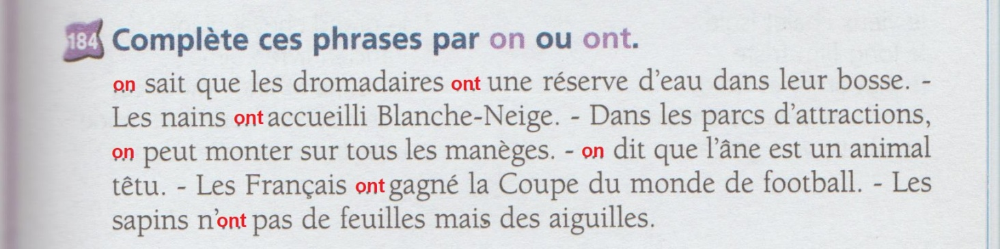 184 Complète ces phrases par on ou ont.
on sait que les dromadaires ont une réserve d'eau dans leur bosse. -
Les nains ont accueilli Blanche-Neige. - Dans les parcs d'attractions,
on peut monter sur tous les manèges. - on dit que l'âne est un animal
têtu. - Les Français ont gagné la Coupe du monde de football. - Les
sapins n'ont pas de feuilles mais des aiguilles.